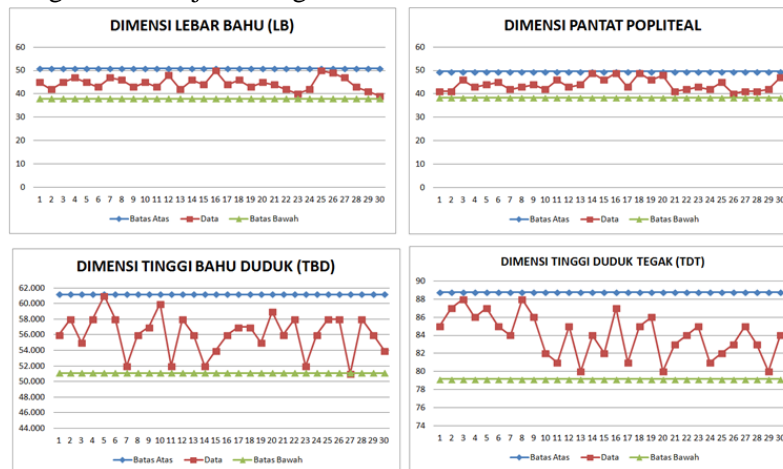 DIMENSI LEBAR BAHU (LB)
60
50
40
30
20
10
0
1 2 3 4 5 6 7 8 9 10 11 12 13 14 15 16 17 18 19 20 21 22 23 24 25 26 27 28 29 30
Batas Atas Data Batas Bawah
DIMENSI PANTAT POPLITEAL
60
50
40
30
20
10
0
1 2 3 4 5 6 7 8 9 10 11 12 13 14 15 16 17 18 19 20 21 22 23 24 25 26 27 28 29 30
Batas Atas Data Batas Bawah
DIMENSI TINGGI BAHU DUDUK (TBD)
62.000
60.000
58.000
56.000
54.000
52.000
50.000
48.000
46.000
44.000
1 2 3 4 5 6 7 8 9 10 11 12 13 14 15 16 17 18 19 20 21 22 23 24 25 26 27 28 29 30
Batas Atas Data Batas Bawah
DIMENSI TINGGI DUDUK TEGAK (TDT)
90
88
86
84
82
80
78
76
74
1 2 3 4 5 6 7 8 9 10 11 12 13 14 15 16 17 18 19 20 21 22 23 24 25 26 27 28 29 30
Batas Atas Data Batas Bawah